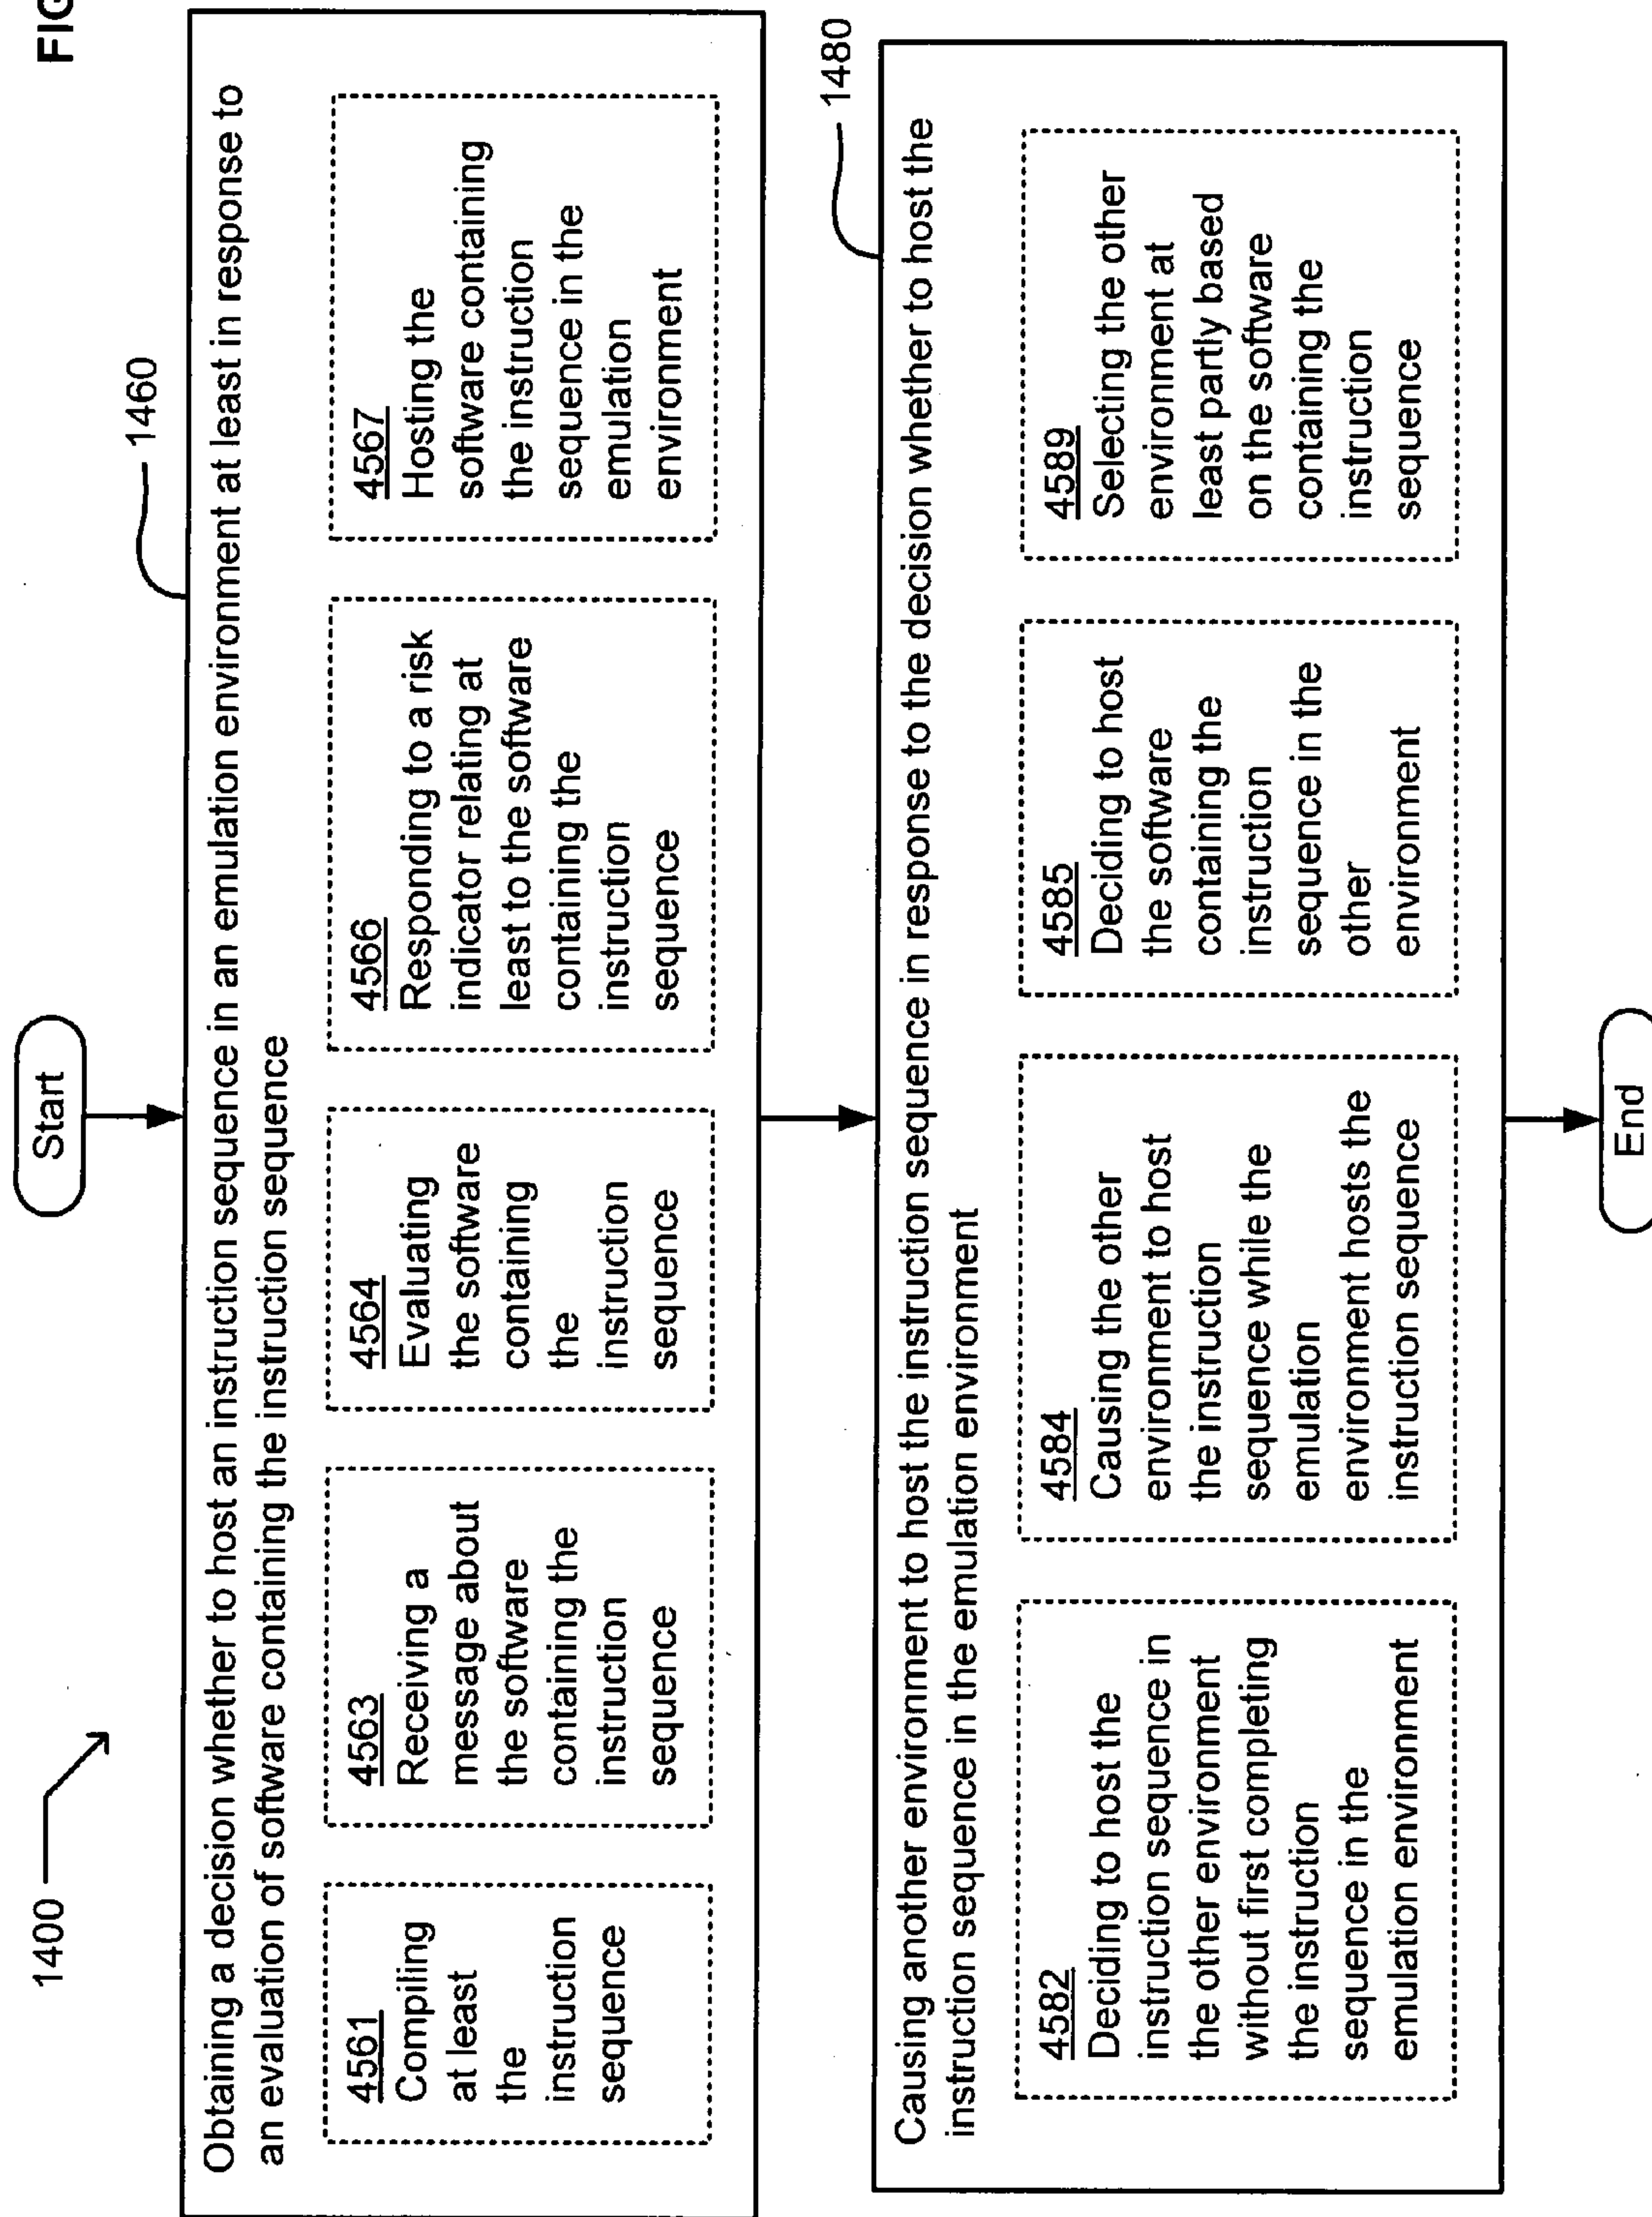 FIG
1400
Start
1460
Obtaining a decision whether to host an instruction sequence in an emulation environment at least in response to
an evaluation of software containing the instruction sequence
4561
Compiling
at least
the
instruction
sequence
4563
Receiving a
message about
the software
containing the
instruction
sequence
4564
Evaluating
the software
containing
the
instruction
sequence
4566
Responding to a risk
indicator relating at
least to the software
containing the
instruction
sequence
4567
Hosting the
software containing
the instruction
sequence in the
emulation
environment
1480
Causing another environment to host the instruction sequence in response to the decision whether to host the
instruction sequence in the emulation environment
4582
Deciding to host the
instruction sequence in
the other environment
without first completing
the instruction
sequence in the
emulation environment
4584
Causing the other
environment to host
the instruction
sequence while the
emulation
environment hosts the
instruction sequence
4585
Deciding to host
the software
containing the
instruction
sequence in the
other
environment
4589
Selecting the other
environment at
least partly based
on the software
containing the
instruction
sequence
End